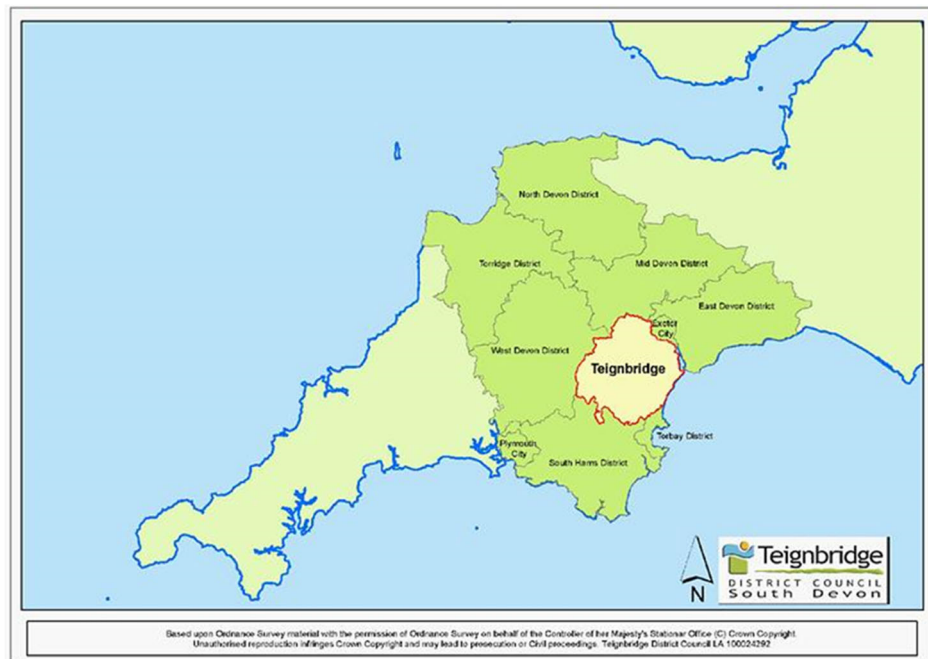 North Devon District
Torridge District
Mid Devon District
East Devon District
Exeter
City
West Devon District
Teignbridge
Torbay District
Plymouth
City
South Hams District
N
Teignbridge
DISTRICT COUNCIL
South Devon
Based upon Ordnance Survey material with the permission of Ordnance Survey on behalf of the Controller of her Majesty's Stationar Office (C) Crown Copyright
Unauthorised reproduction infringes Crown Copyright and may lead to prosecution or Civil proceedings. Teignbridge District Council LA 100024292